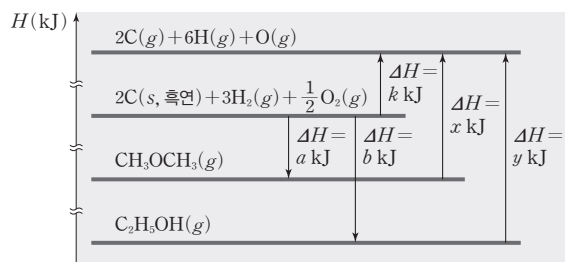 H(kJ)
2C(g)+6H(g)+O(g)
2C(s, 흑연)+3H₂(g)+½O₂(g)
ΔH=
k kJ
ΔH=
x kJ
ΔH=
y kJ
ΔH=
a kJ
ΔH=
b kJ
CH₃OCH₃(g)
C₂H₅OH(g)